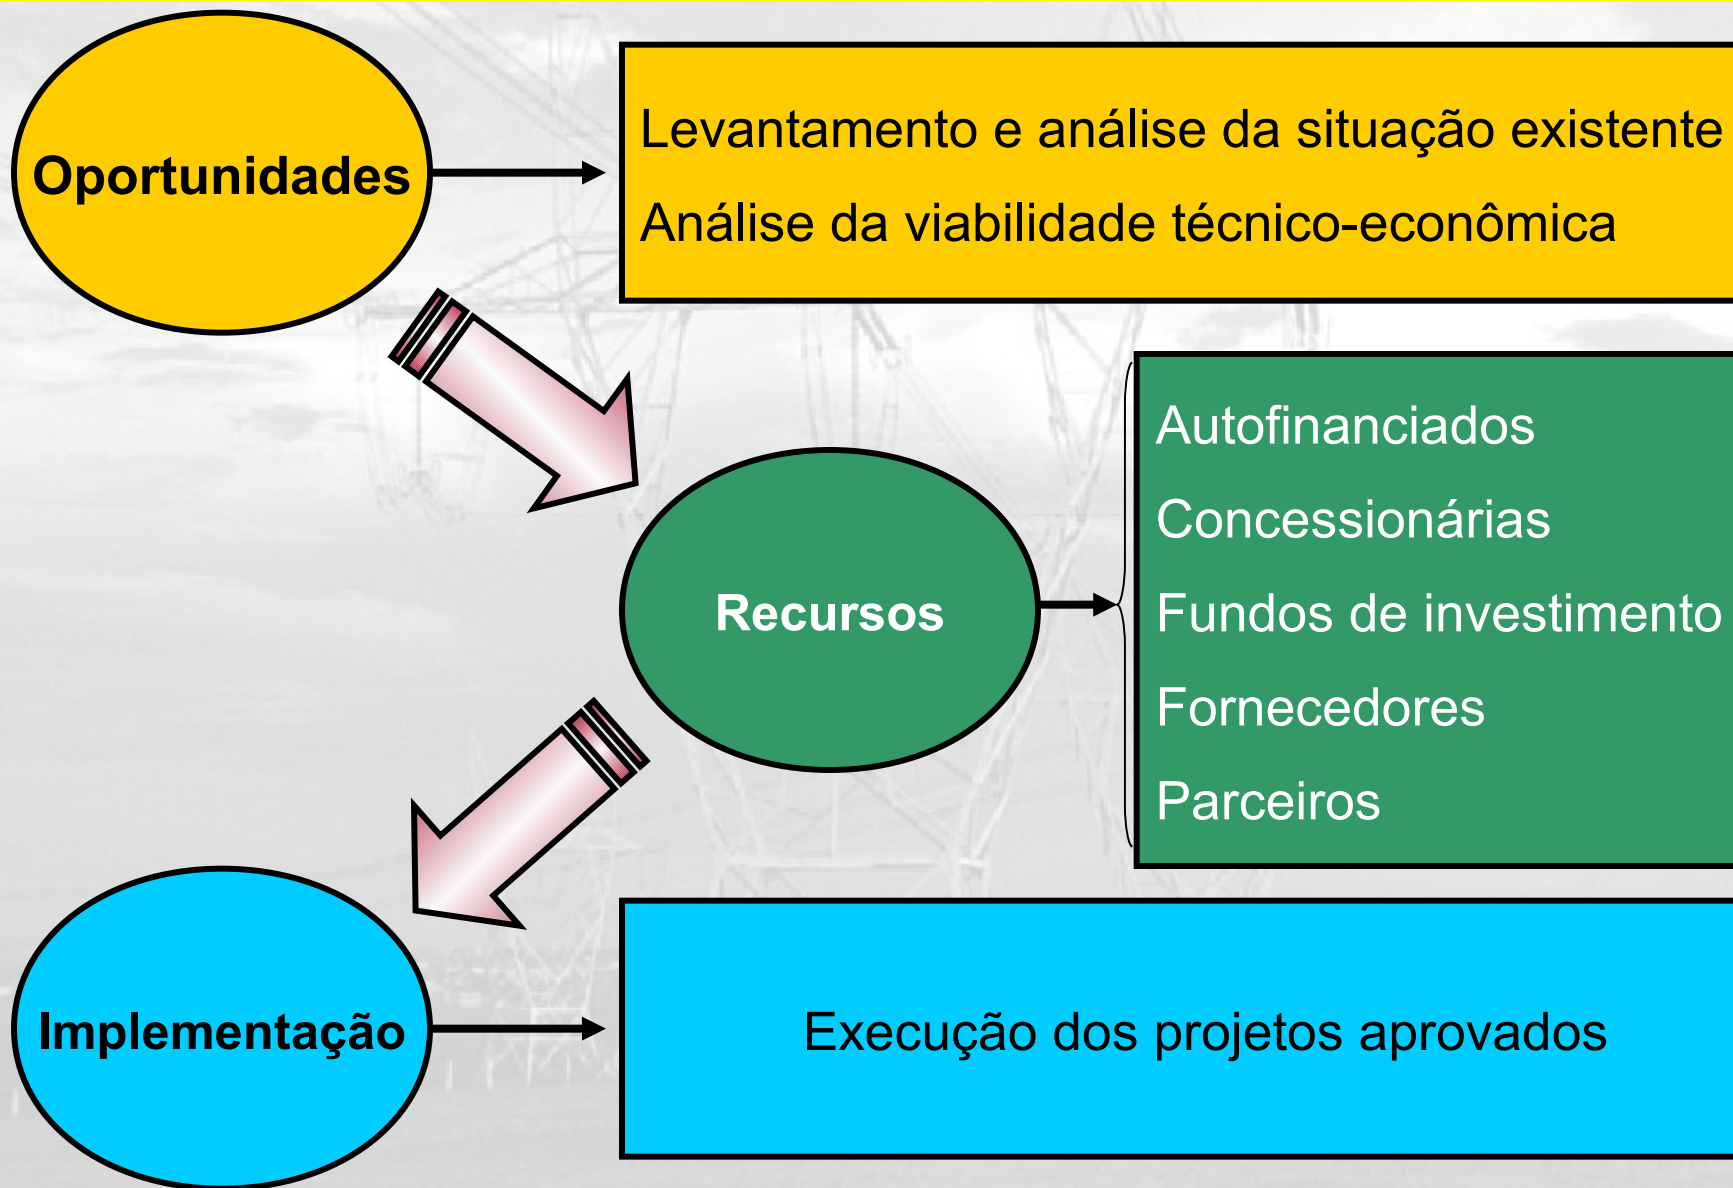 Oportunidades
Levantamento e análise da situação existente
Análise da viabilidade técnico-econômica
Recursos
Autofinanciados
Concessionárias
Fundos de investimento
Fornecedores
Parceiros
Implementação
Execução dos projetos aprovados